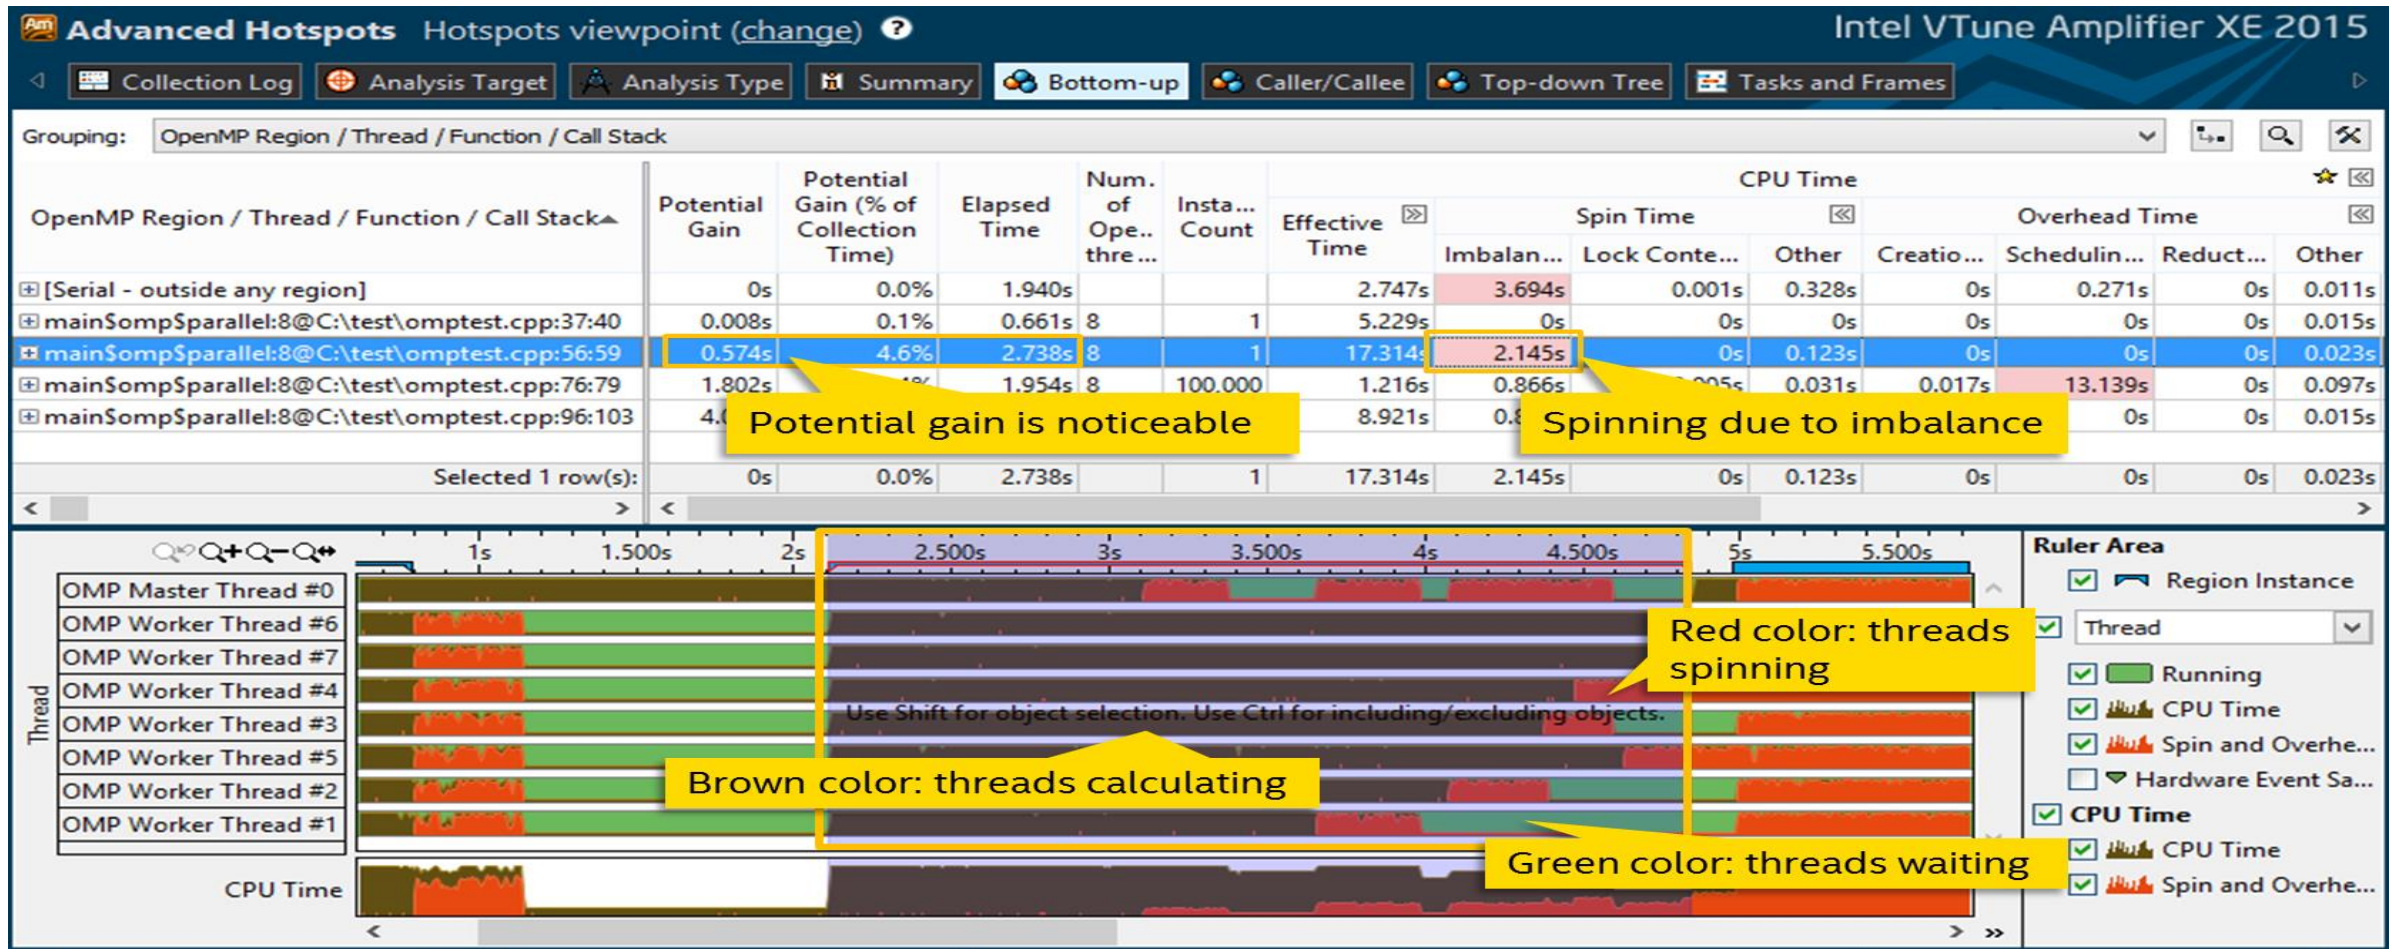 Advanced Hotspots Hotspots viewpoint (change) ? Intel VTune Amplifier XE 2015
Collection Log Analysis Target Analysis Type Summary Bottom-up Caller/Callee Top-down Tree Tasks and Frames
Grouping: OpenMP Region / Thread / Function / Call Stack
OpenMP Region / Thread / Function / Call Stack
Potential Gain
Potential Gain (% of Collection Time)
Elapsed Time
Num. of Ope.. thre...
Insta... Count
CPU Time
Effective Time
Spin Time
Overhead Time
Imbalan... Lock Conte... Other Creatio... Schedulin... Reduct... Other
[Serial - outside any region] 0s 0.0% 1.940s 2.747s 3.694s 0.001s 0.328s 0s 0.271s 0s 0.011s
main$omp$parallel:8@C:\test\omptest.cpp:37:40 0.008s 0.1% 0.661s 8 1 5.229s 0s 0s 0s 0s 0s 0s 0.015s
main$omp$parallel:8@C:\test\omptest.cpp:56:59 0.574s 4.6% 2.738s 8 1 17.314s 2.145s 0s 0.123s 0s 0s 0s 0.023s
main$omp$parallel:8@C:\test\omptest.cpp:76:79 1.802s 1.954s 8 100,000 1.216s 0.866s 0.031s 0.017s 13.139s 0s 0.097s
main$omp$parallel:8@C:\test\omptest.cpp:96:103 8.921s 0s 0s 0.015s
Potential gain is noticeable
Spinning due to imbalance
Selected 1 row(s): 0s 0.0% 2.738s 1 17.314s 2.145s 0s 0.123s 0s 0s 0s 0.023s
1s 1.500s 2s 2.500s 3s 3.500s 4s 4.500s 5s 5.500s
Thread
OMP Master Thread #0
OMP Worker Thread #6
OMP Worker Thread #7
OMP Worker Thread #4
OMP Worker Thread #3
OMP Worker Thread #5
OMP Worker Thread #2
OMP Worker Thread #1
CPU Time
Use Shift for object selection. Use Ctrl for including/excluding objects.
Red color: threads
spinning
Brown color: threads calculating
Green color: threads waiting
Ruler Area
Region Instance
Thread
Running
CPU Time
Spin and Overhe...
Hardware Event Sa...
CPU Time
CPU Time
Spin and Overhe...